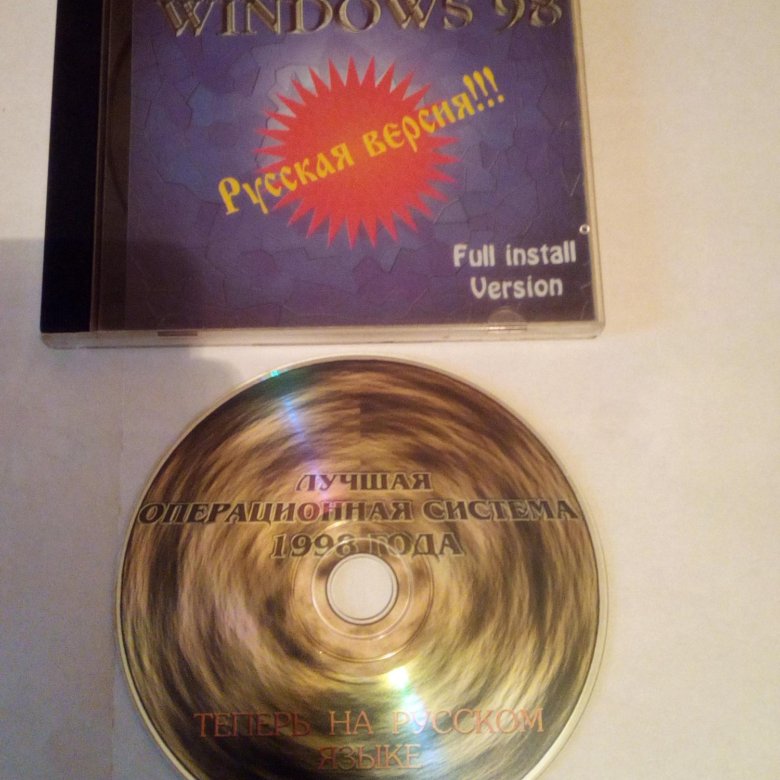 WINDOWS 98
Русская версия!!!
Full install
Version
ЛУЧШАЯ
ОПЕРАЦИОННАЯ СИСТЕМА
1998 ГОДА
ТЕПЕРЬ НА РУССКОМ
ЯЗЫКЕ